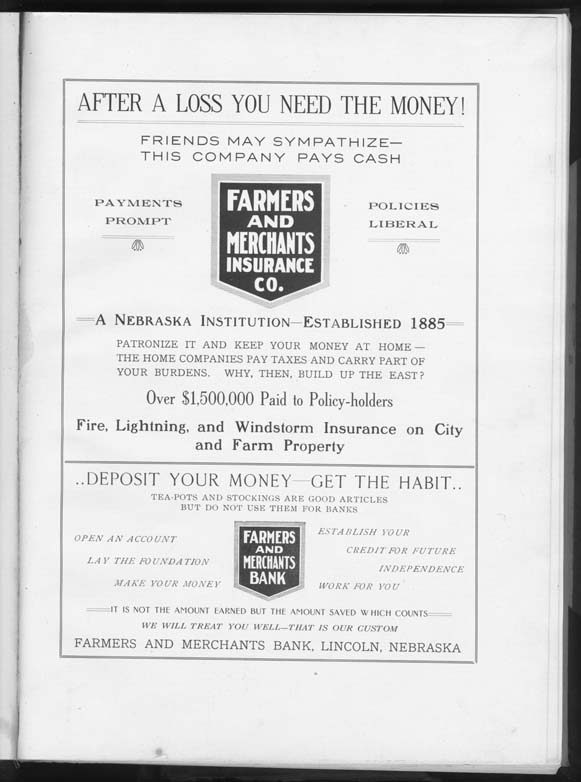 AFTER A LOSS YOU NEED THE MONEY!
FRIENDS MAY SYMPATHIZE—
THIS COMPANY PAYS CASH
PAYMENTS
PROMPT
FARMERS
AND
MERCHANTS
INSURANCE
CO.
POLICIES
LIBERAL
A NEBRASKA INSTITUTION—ESTABLISHED 1885
PATRONIZE IT AND KEEP YOUR MONEY AT HOME—
THE HOME COMPANIES PAY TAXES AND CARRY PART OF
YOUR BURDENS. WHY, THEN, BUILD UP THE EAST?
Over $1,500,000 Paid to Policy-holders
Fire, Lightning, and Windstorm Insurance on City
and Farm Property
..DEPOSIT YOUR MONEY—GET THE HABIT..
TEA-POTS AND STOCKINGS ARE GOOD ARTICLES
BUT DO NOT USE THEM FOR BANKS
OPEN AN ACCOUNT
LAY THE FOUNDATION
MAKE YOUR MONEY
FARMERS
AND
MERCHANTS
BANK
ESTABLISH YOUR
CREDIT FOR FUTURE
INDEPENDENCE
WORK FOR YOU
IT IS NOT THE AMOUNT EARNED BUT THE AMOUNT SAVED WHICH COUNTS
WE WILL TREAT YOU WELL—THAT IS OUR CUSTOM
FARMERS AND MERCHANTS BANK, LINCOLN, NEBRASKA